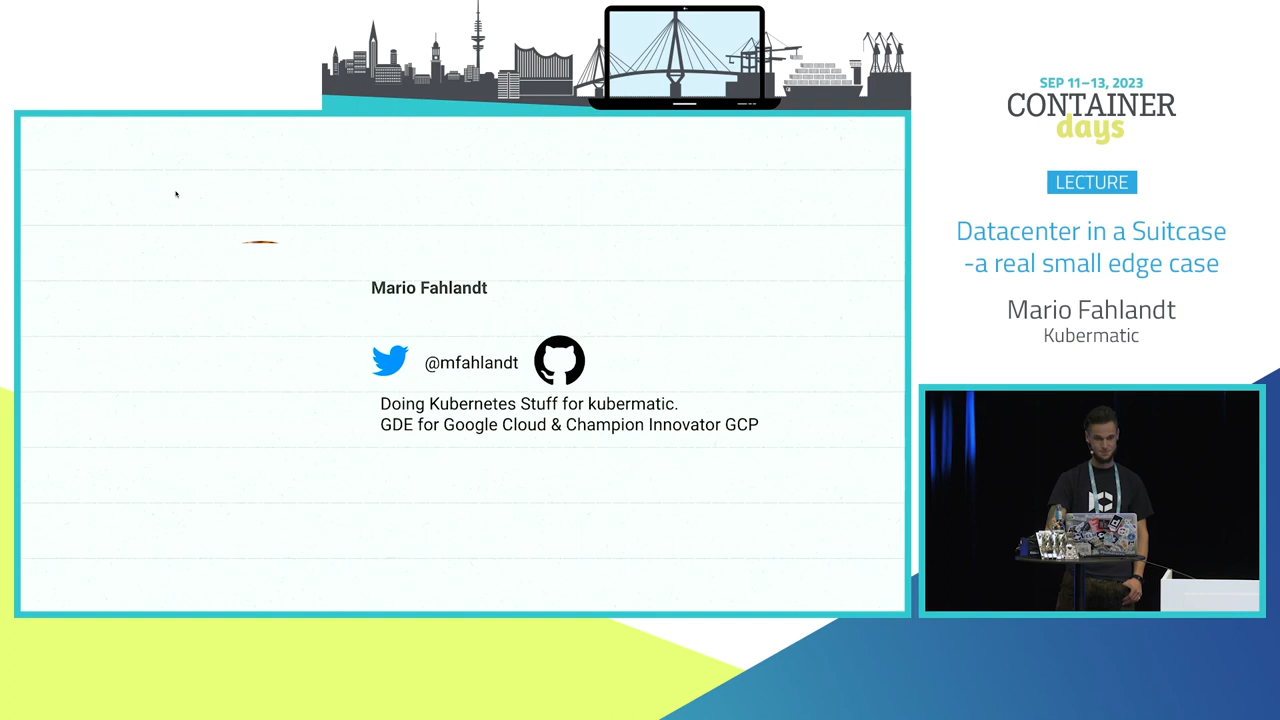 SEP 11–13, 2023
CONTAINER
days
LECTURE
Datacenter in a Suitcase
-a real small edge case
Mario Fahlandt
Kubermatic
Mario Fahlandt
@mfahlandt
Doing Kubernetes Stuff for kubermatic.
GDE for Google Cloud & Champion Innovator GCP